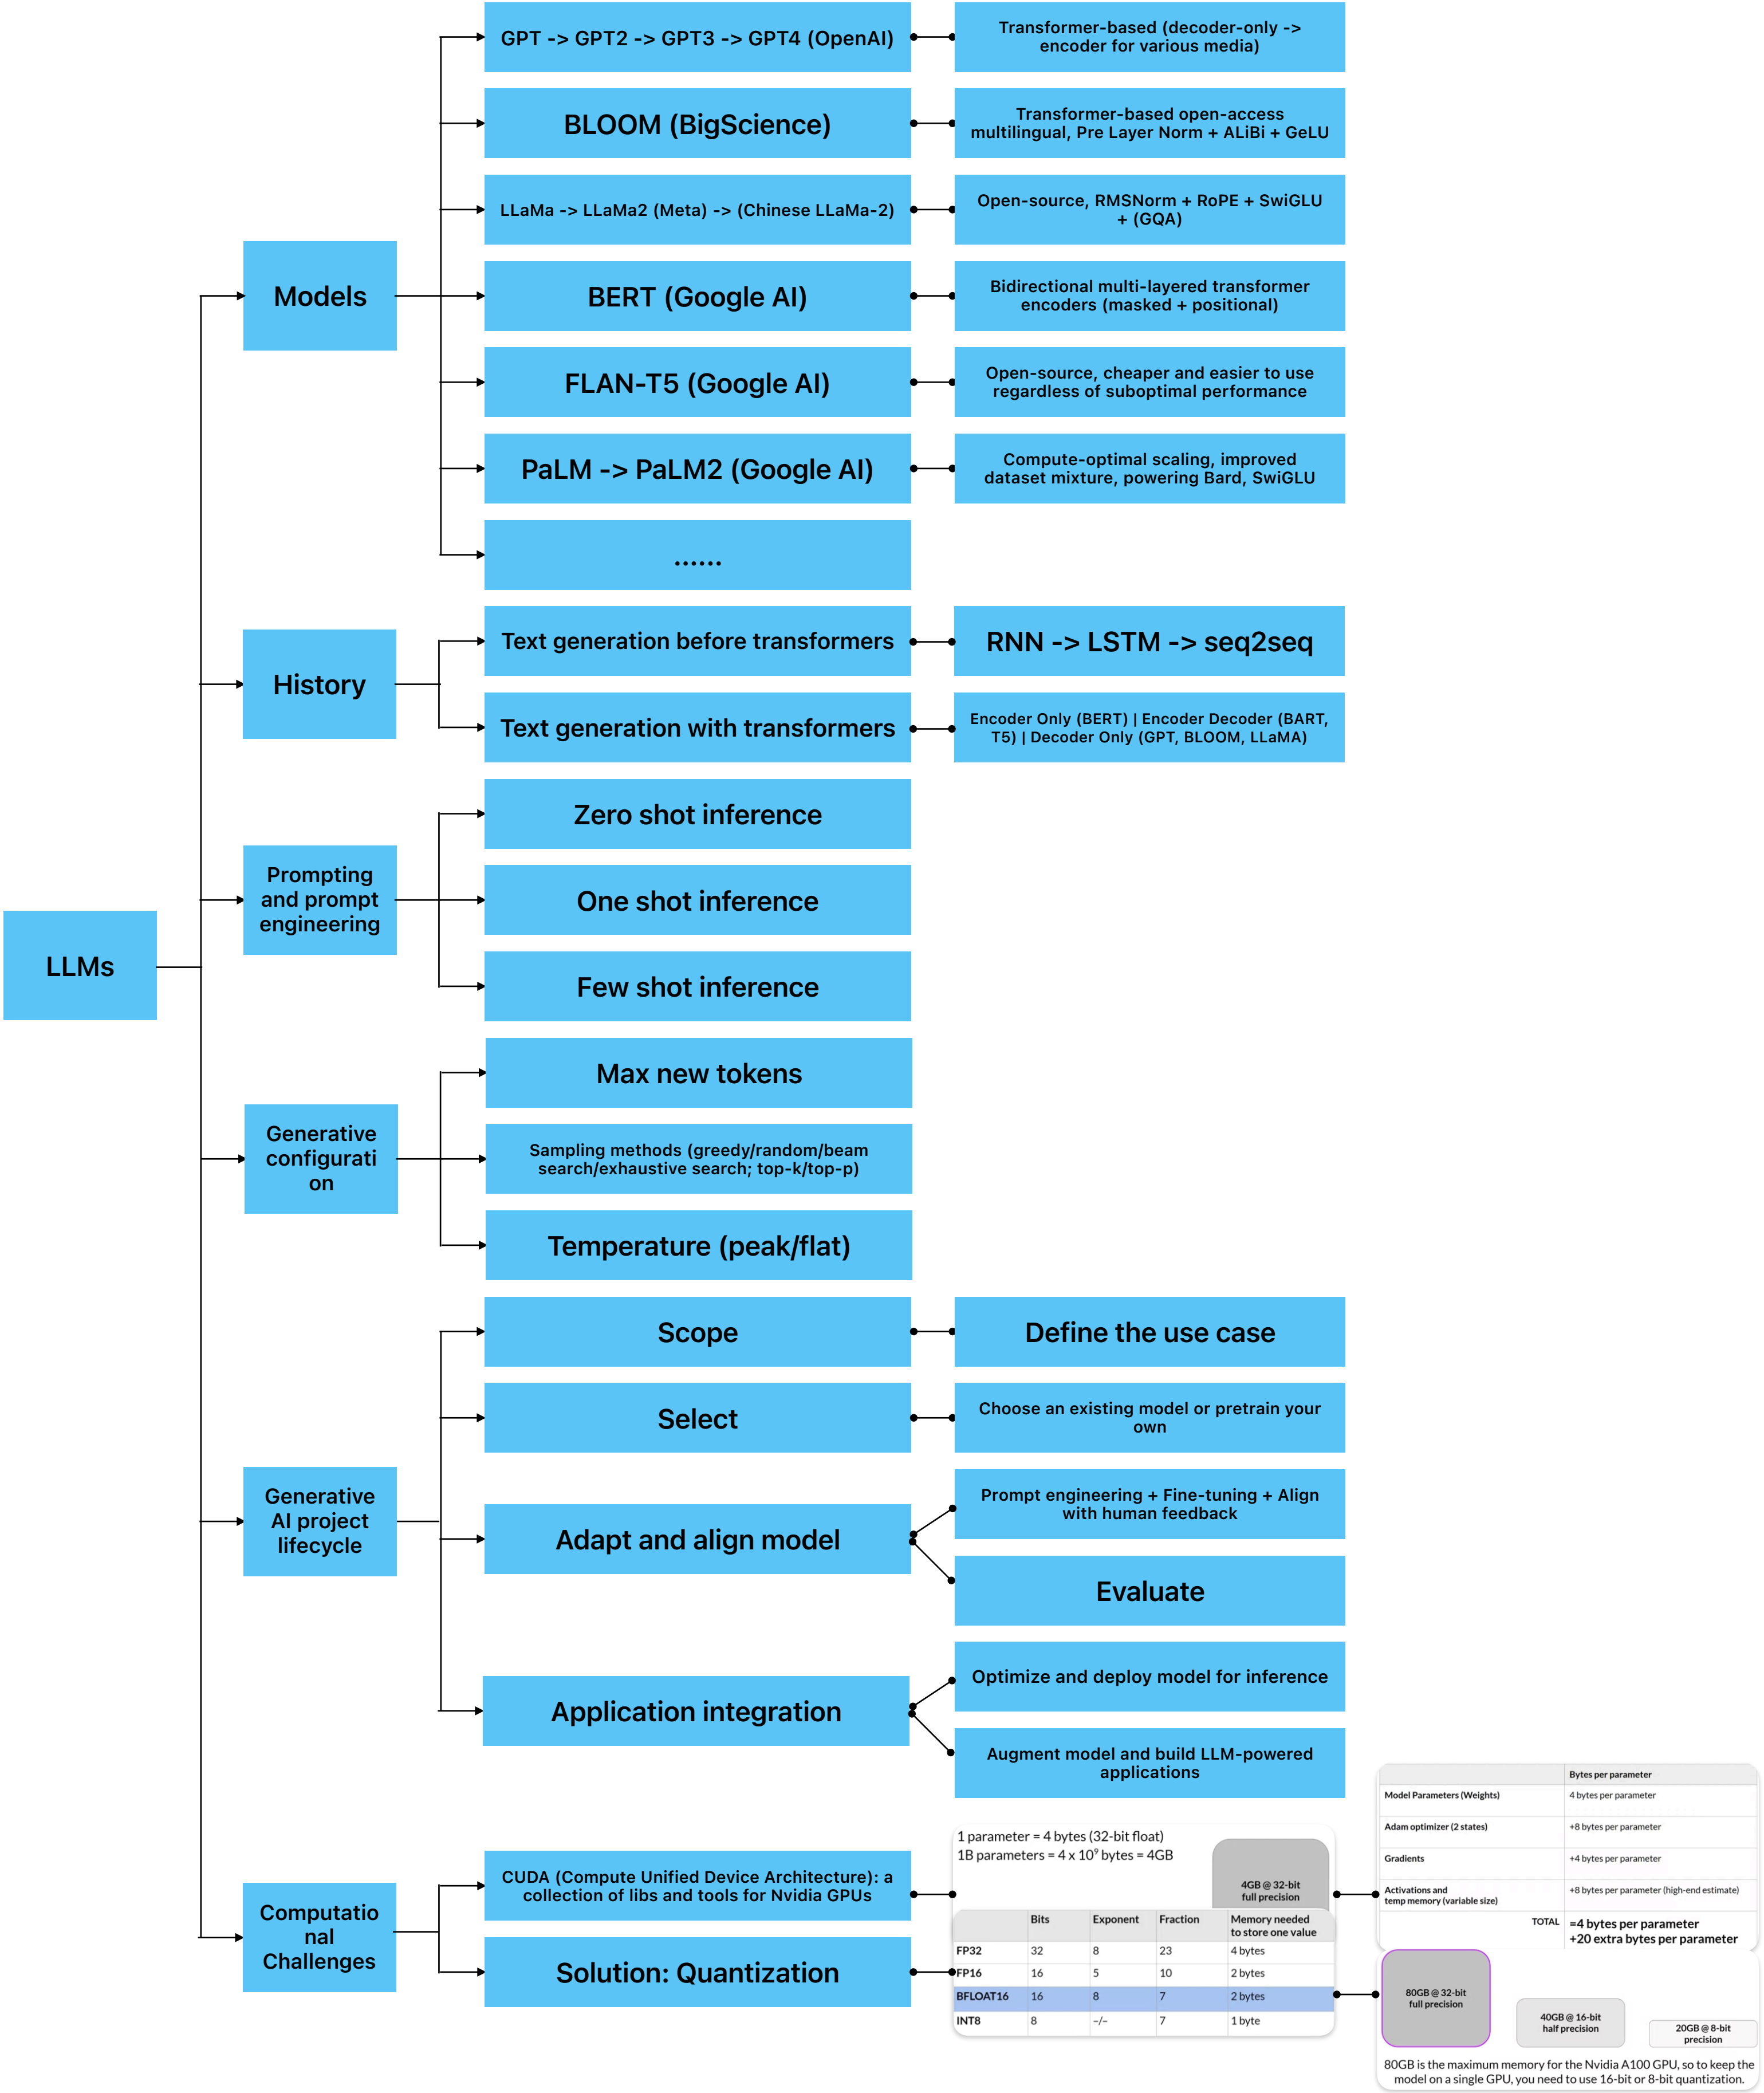 LLMs
Models
GPT -> GPT2 -> GPT3 -> GPT4 (OpenAI)
Transformer-based (decoder-only ->
encoder for various media)
BLOOM (BigScience)
Transformer-based open-access
multilingual, Pre Layer Norm + ALiBi + GeLU
LLaMa -> LLaMa2 (Meta) -> (Chinese LLaMa-2)
Open-source, RMSNorm + RoPE + SwiGLU
+ (GQA)
BERT (Google AI)
Bidirectional multi-layered transformer
encoders (masked + positional)
FLAN-T5 (Google AI)
Open-source, cheaper and easier to use
regardless of suboptimal performance
PaLM -> PaLM2 (Google AI)
Compute-optimal scaling, improved
dataset mixture, powering Bard, SwiGLU
......
History
Text generation before transformers
RNN -> LSTM -> seq2seq
Text generation with transformers
Encoder Only (BERT) | Encoder Decoder (BART,
T5) | Decoder Only (GPT, BLOOM, LLaMA)
Prompting
and prompt
engineering
Zero shot inference
One shot inference
Few shot inference
Generative
configurati
on
Max new tokens
Sampling methods (greedy/random/beam
search/exhaustive search; top-k/top-p)
Temperature (peak/flat)
Generative
AI project
lifecycle
Scope
Define the use case
Select
Choose an existing model or pretrain your
own
Adapt and align model
Prompt engineering + Fine-tuning + Align
with human feedback
Evaluate
Application integration
Optimize and deploy model for inference
Augment model and build LLM-powered
applications
Computatio
nal
Challenges
CUDA (Compute Unified Device Architecture): a
collection of libs and tools for Nvidia GPUs
1 parameter = 4 bytes (32-bit float)
1B parameters = 4 x 10⁹ bytes = 4GB
4GB @ 32-bit
full precision
Bytes per parameter
Model Parameters (Weights) 4 bytes per parameter
Adam optimizer (2 states) +8 bytes per parameter
Gradients +4 bytes per parameter
Activations and
temp memory (variable size) +8 bytes per parameter (high-end estimate)
TOTAL =4 bytes per parameter
+20 extra bytes per parameter
Solution: Quantization
Bits Exponent Fraction Memory needed
to store one value
FP32 32 8 23 4 bytes
FP16 16 5 10 2 bytes
BFLOAT16 16 8 7 2 bytes
INT8 8 -/- 7 1 byte
80GB @ 32-bit
full precision
40GB @ 16-bit
half precision
20GB @ 8-bit
precision
80GB is the maximum memory for the Nvidia A100 GPU, so to keep the
model on a single GPU, you need to use 16-bit or 8-bit quantization.